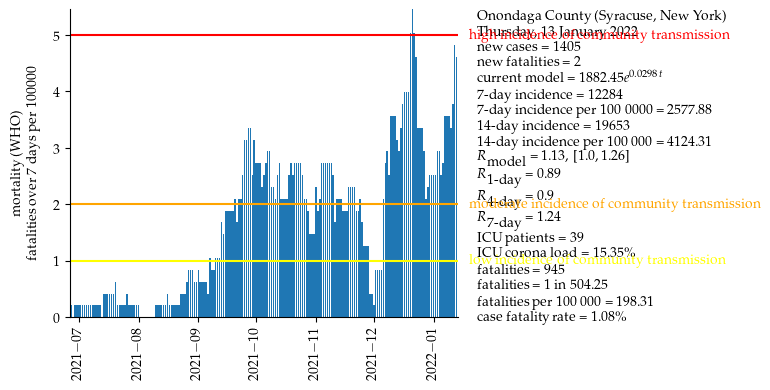 Onondaga County (Syracuse, New York)
Thursday, 13 January 2022
high incidence of community transmission
new cases = 1405
new fatalities = 2
current model = 1882.45e^0.0298 t
7-day incidence = 12284
7-day incidence per 100 0000 = 2577.88
14-day incidence = 19653
14-day incidence per 100 000 = 4124.31
R model = 1.13, [1.0, 1.26]
R 1-day = 0.89
R 4-day = 0.9
moderate incidence of community transmission
R 7-day = 1.24
ICU patients = 39
ICU corona load = 15.35%
low incidence of community transmission
fatalities = 945
fatalities = 1 in 504.25
fatalities per 100 000 = 198.31
case fatality rate = 1.08%
mortality (WHO)
fatalities over 7 days per 100000
5
4
3
2
1
0
2021−07
2021−08
2021−09
2021−10
2021−11
2021−12
2022−01